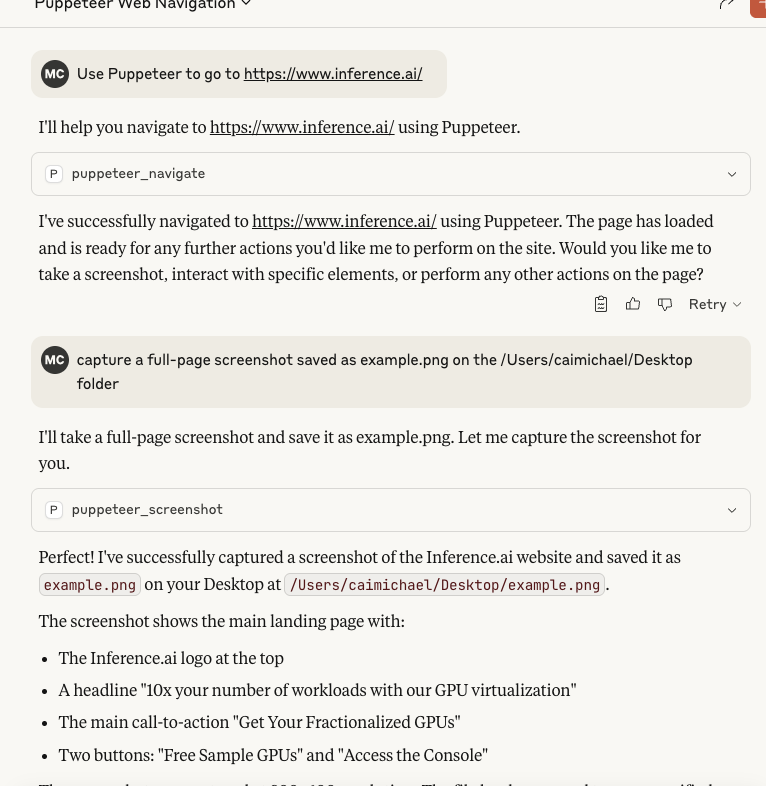 Puppeteer Web Navigation
MC Use Puppeteer to go to https://www.inference.ai/
I'll help you navigate to https://www.inference.ai/ using Puppeteer.
P puppeteer_navigate
I've successfully navigated to https://www.inference.ai/ using Puppeteer. The page has loaded
and is ready for any further actions you'd like me to perform on the site. Would you like me to
take a screenshot, interact with specific elements, or perform any other actions on the page?
Retry
MC capture a full-page screenshot saved as example.png on the /Users/caimichael/Desktop
folder
I'll take a full-page screenshot and save it as example.png. Let me capture the screenshot for
you.
P puppeteer_screenshot
Perfect! I've successfully captured a screenshot of the Inference.ai website and saved it as
example.png on your Desktop at /Users/caimichael/Desktop/example.png.
The screenshot shows the main landing page with:
• The Inference.ai logo at the top
• A headline "10x your number of workloads with our GPU virtualization"
• The main call-to-action "Get Your Fractionalized GPUs"
• Two buttons: "Free Sample GPUs" and "Access the Console"